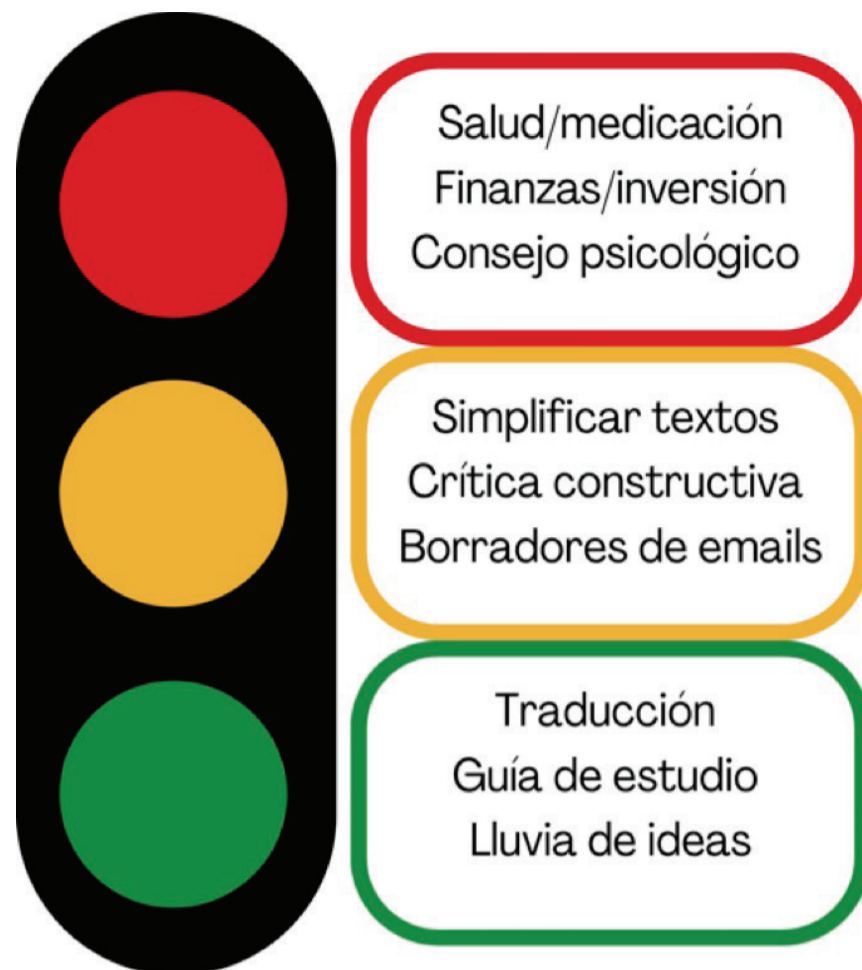 Salud/medicación
Finanzas/inversión
Consejo psicológico
Simplificar textos
Crítica constructiva
Borradores de emails
Traducción
Guía de estudio
Lluvia de ideas